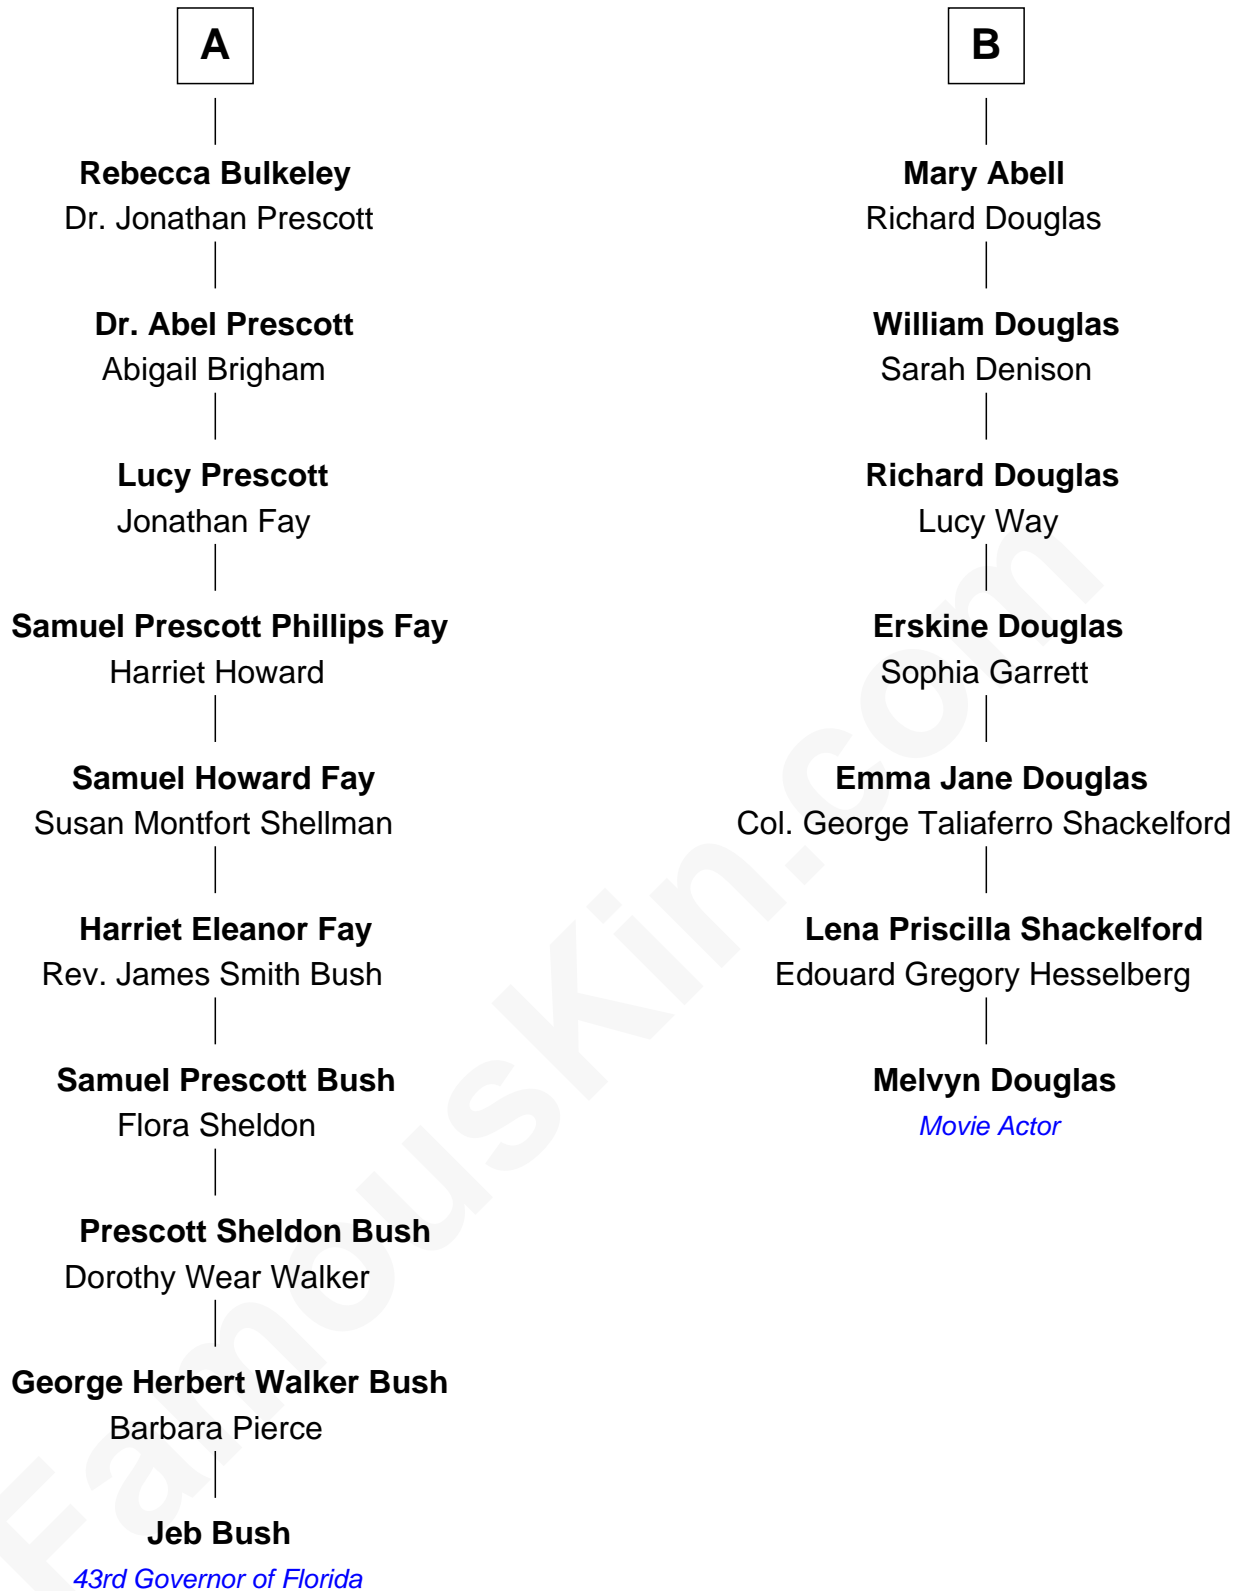 A
Rebecca Bulkeley
Dr. Jonathan Prescott
Dr. Abel Prescott
Abigail Brigham
Lucy Prescott
Jonathan Fay
Samuel Prescott Phillips Fay
Harriet Howard
Samuel Howard Fay
Susan Montfort Shellman
Harriet Eleanor Fay
Rev. James Smith Bush
Samuel Prescott Bush
Flora Sheldon
Prescott Sheldon Bush
Dorothy Wear Walker
George Herbert Walker Bush
Barbara Pierce
Jeb Bush
43rd Governor of Florida
B
Mary Abell
Richard Douglas
William Douglas
Sarah Denison
Richard Douglas
Lucy Way
Erskine Douglas
Sophia Garrett
Emma Jane Douglas
Col. George Taliaferro Shackelford
Lena Priscilla Shackelford
Edouard Gregory Hesselberg
Melvyn Douglas
Movie Actor
FamousKin.com